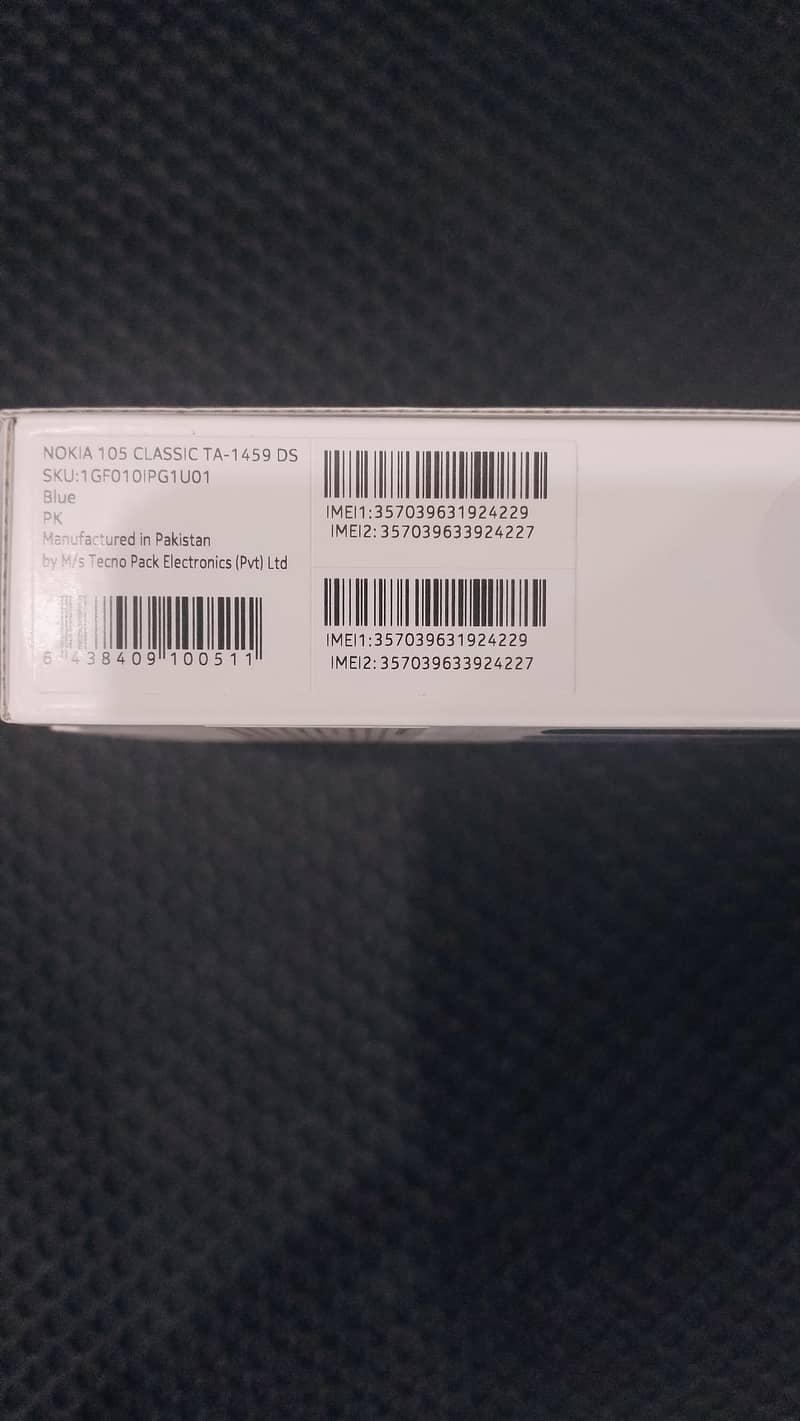 NOKIA 105 CLASSIC TA-1459 DS
SKU:1GF010IPG1U01
Blue
PK
Manufactured in Pakistan
by M/s Tecno Pack Electronics (Pvt) Ltd
6 438409 100511
IMEI1:357039631924229
IMEI2:357039633924227
IMEI1:357039631924229
IMEI2:357039633924227